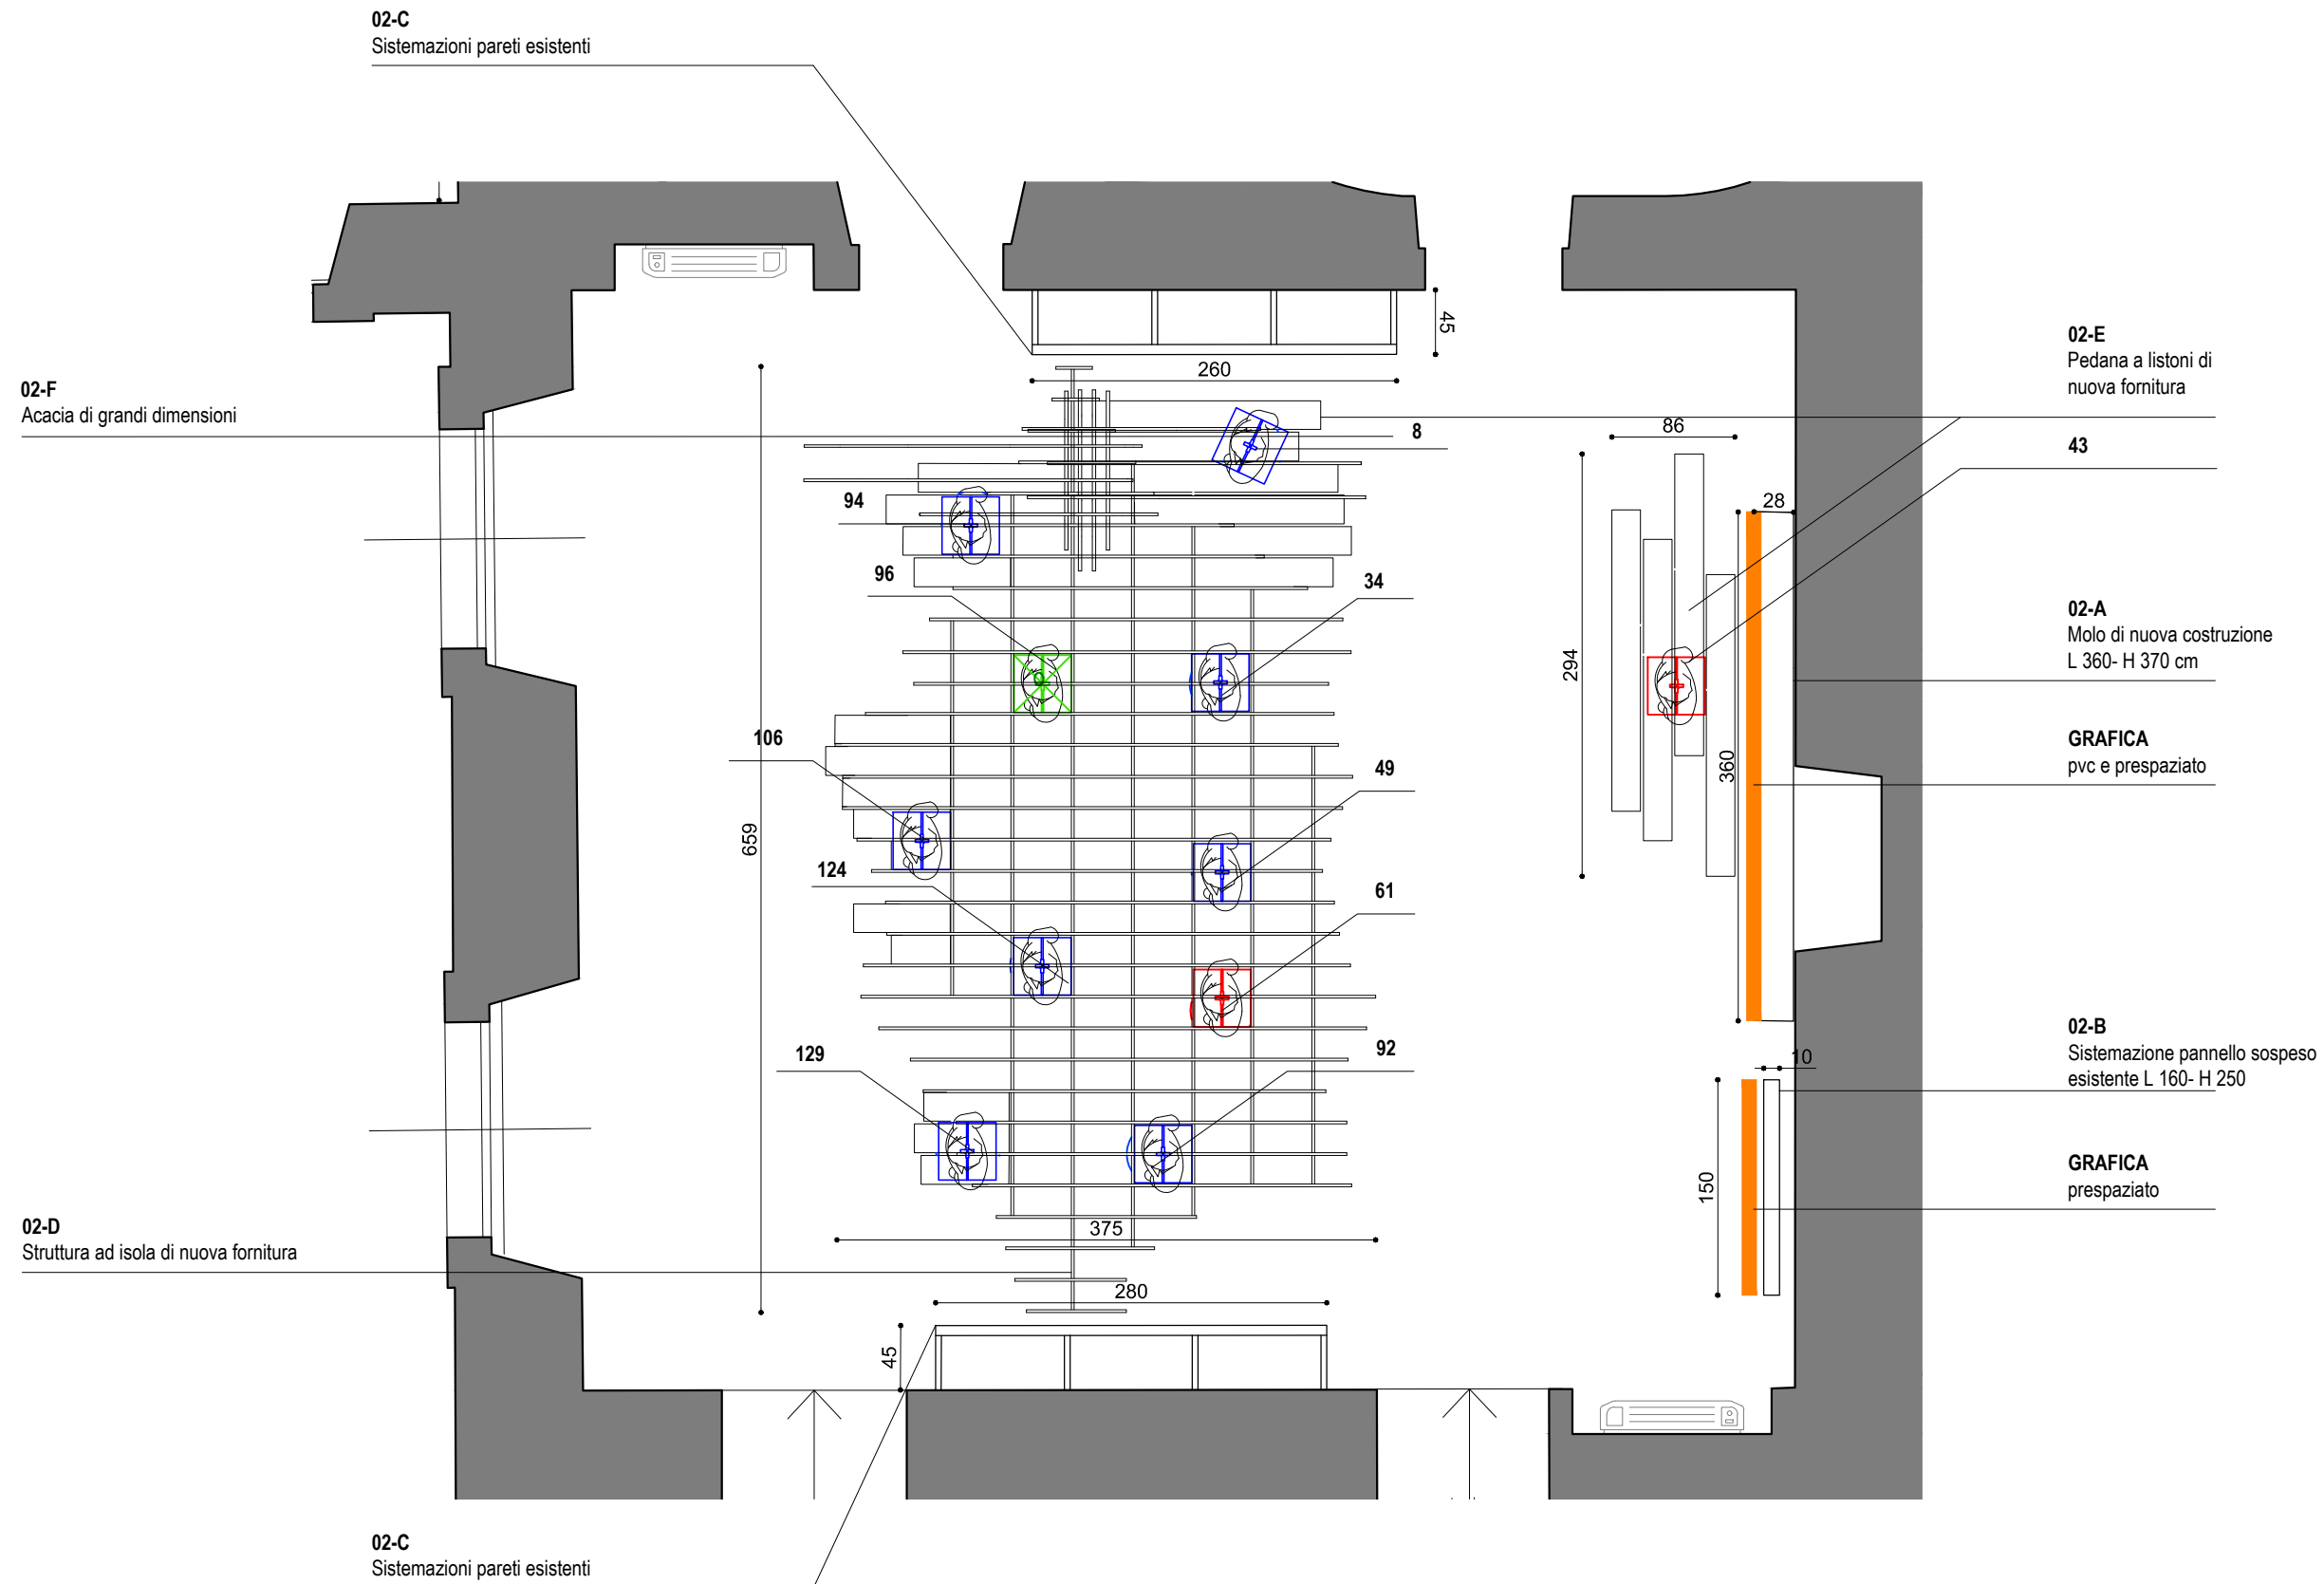 02-C
Sistemazioni pareti esistenti
45
260
02-E
Pedana a listoni di
nuova fornitura
02-F
Acacia di grandi dimensioni
8
86
43
94
28
96
34
02-A
Molo di nuova costruzione
L 360- H 370 cm
294
106
GRAFICA
pvc e prespaziato
49
360
659
124
61
02-B
Sistemazione pannello sospeso
esistente L 160- H 250
10
129
92
GRAFICA
prespaziato
150
02-D
Struttura ad isola di nuova fornitura
375
280
45
02-C
Sistemazioni pareti esistenti